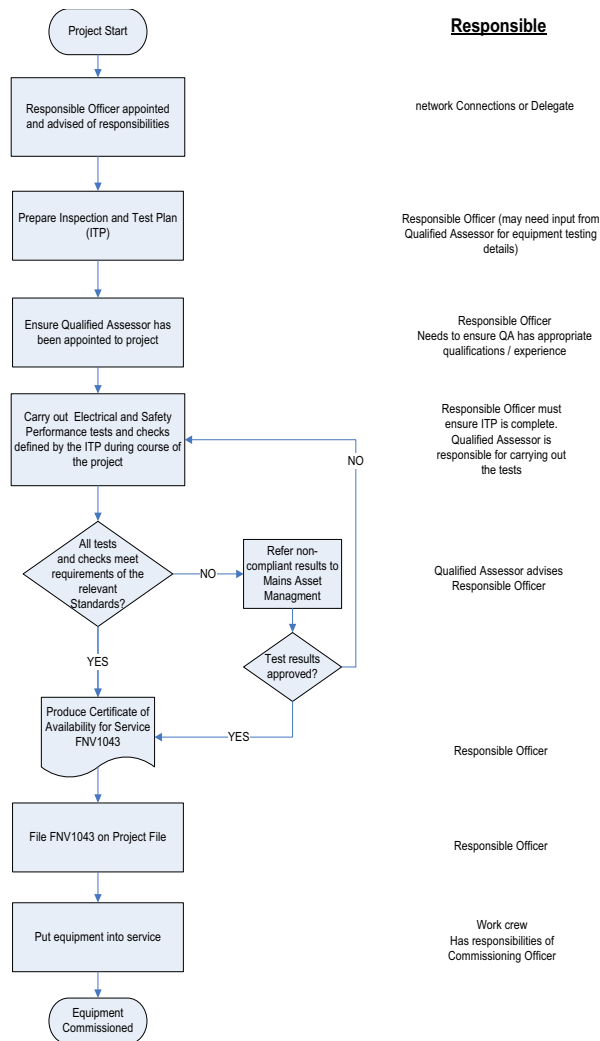 Project Start
Responsible
Responsible Officer appointed
and advised of responsibilities
network Connections or Delegate
Prepare Inspection and Test Plan
(ITP)
Responsible Officer (may need input from
Qualified Assessor for equipment testing
details)
Ensure Qualified Assessor has
been appointed to project
Responsible Officer
Needs to ensure QA has appropriate
qualifications / experience
Carry out Electrical and Safety
Performance tests and checks
defined by the ITP during course of
the project
Responsible Officer must
ensure ITP is complete.
Qualified Assessor is
responsible for carrying out
the tests
NO
All tests
and checks meet
requirements of the
relevant
Standards?
NO
Refer non-
compliant results to
Mains Asset
Managment
Qualified Assessor advises
Responsible Officer
YES
Test results
approved?
Produce Certificate of
Availability for Service
FNV1043
YES
Responsible Officer
File FNV1043 on Project File
Responsible Officer
Put equipment into service
Work crew
Has responsibilities of
Commissioning Officer
Equipment
Commissioned